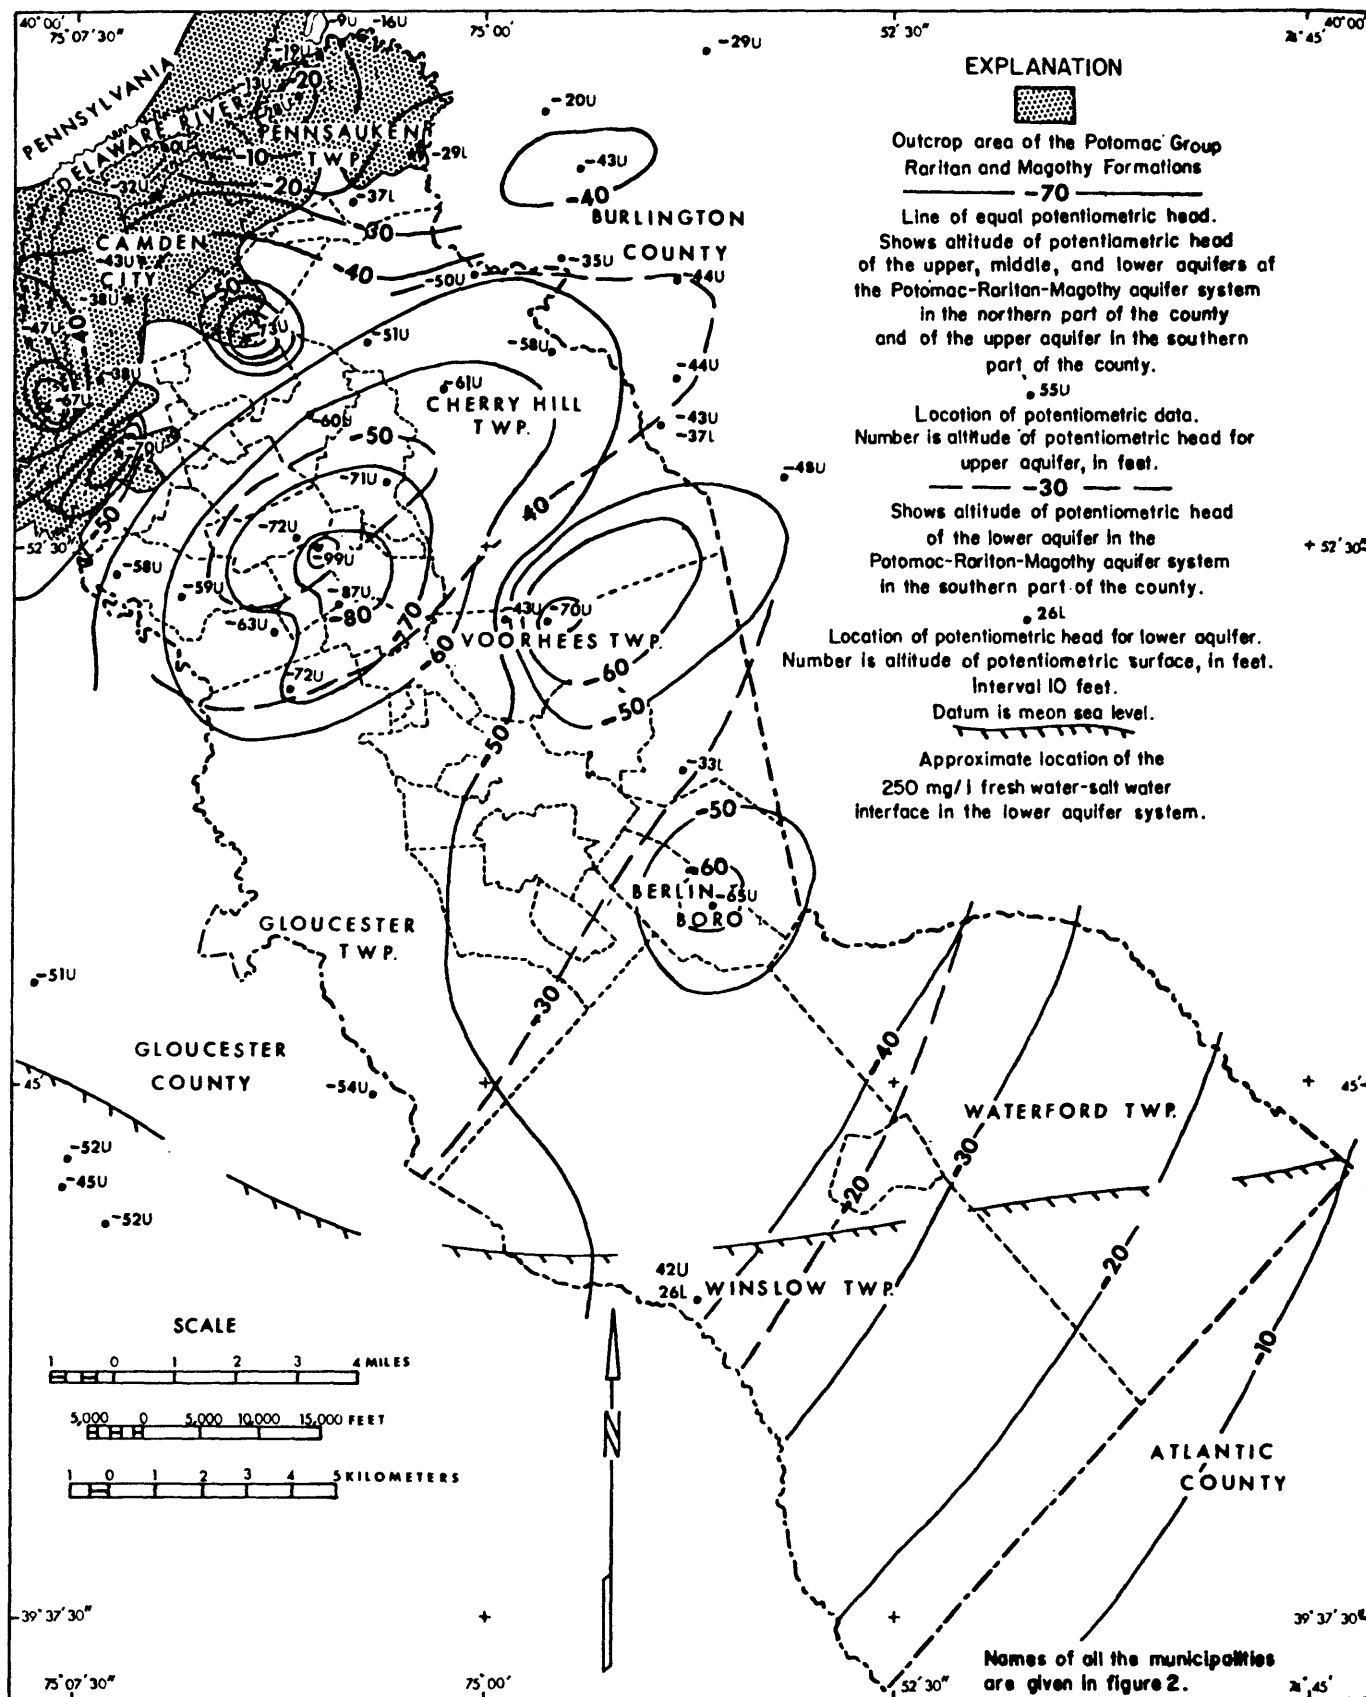 40°00'
75°07'30"
75°00'
52'30"
74°45'
40°00'
EXPLANATION
Outcrop area of the Potomac Group
Raritan and Magothy Formations
-70
Line of equal potentiometric head.
Shows altitude of potentiametric head
of the upper, middle, and lower aquifers of
the Potomac-Raritan-Magothy aquifer system
in the northern part of the county
and of the upper aquifer in the southern
part of the county.
55U
Location of potentiometric data.
Number is altitude of potentiometric head for
upper aquifer, in feet.
-30
Shows altitude of potentiometric head
of the lower aquifer in the
Potomac-Rariton-Magothy aquifer system
in the southern part of the county.
26L
Location of potentiometric head for lower aquifer.
Number is altitude of potentiometric surface, in feet.
Interval 10 feet.
Datum is meon sea level.
Approximate location of the
250 mg/l fresh water-salt water
interface in the lower aquifer system.
PENNSYLVANIA
DELAWARE RIVER
-9U
-16U
-19U
-13U
-20
PENNSAUKEN
TWP.
-10
-20
-29L
-32U
-37L
-30
-29U
-20U
-43U
-40
BURLINGTON
COUNTY
CAMDEN
CITY
-43U
-38U
-40
-50U
-35U
-44U
-47U
-40
-73U
-51U
-58U
-38U
-67U
-44U
-61U
CHERRY HILL
TWP.
-43U
-37L
-60U
-50
-70U
-71U
-48U
-50
-40
-72U
52'30"
-99U
52'30"
-58U
-59U
-87U
-80
-63U
-70
-60
-43U
-70U
VOORHEES TWP.
-60
-72U
-50
-50
-33L
-50
-60
BERLIN
BORO
-65U
GLOUCESTER
TWP.
-51U
-30
GLOUCESTER
COUNTY
-40
45'
-54U
45'
WATERFORD TWP.
-52U
-45U
-30
-20
-52U
42U
26L
WINSLOW TWP.
-20
-10
SCALE
1 0 1 2 3 4 MILES
5,000 0 5,000 10,000 15,000 FEET
1 0 1 2 3 4 5 KILOMETERS
N
ATLANTIC
COUNTY
39°37'30"
39°37'30"
Names of all the municipalities
are given in figure 2.
75°07'30"
75°00'
52'30"
74°45'